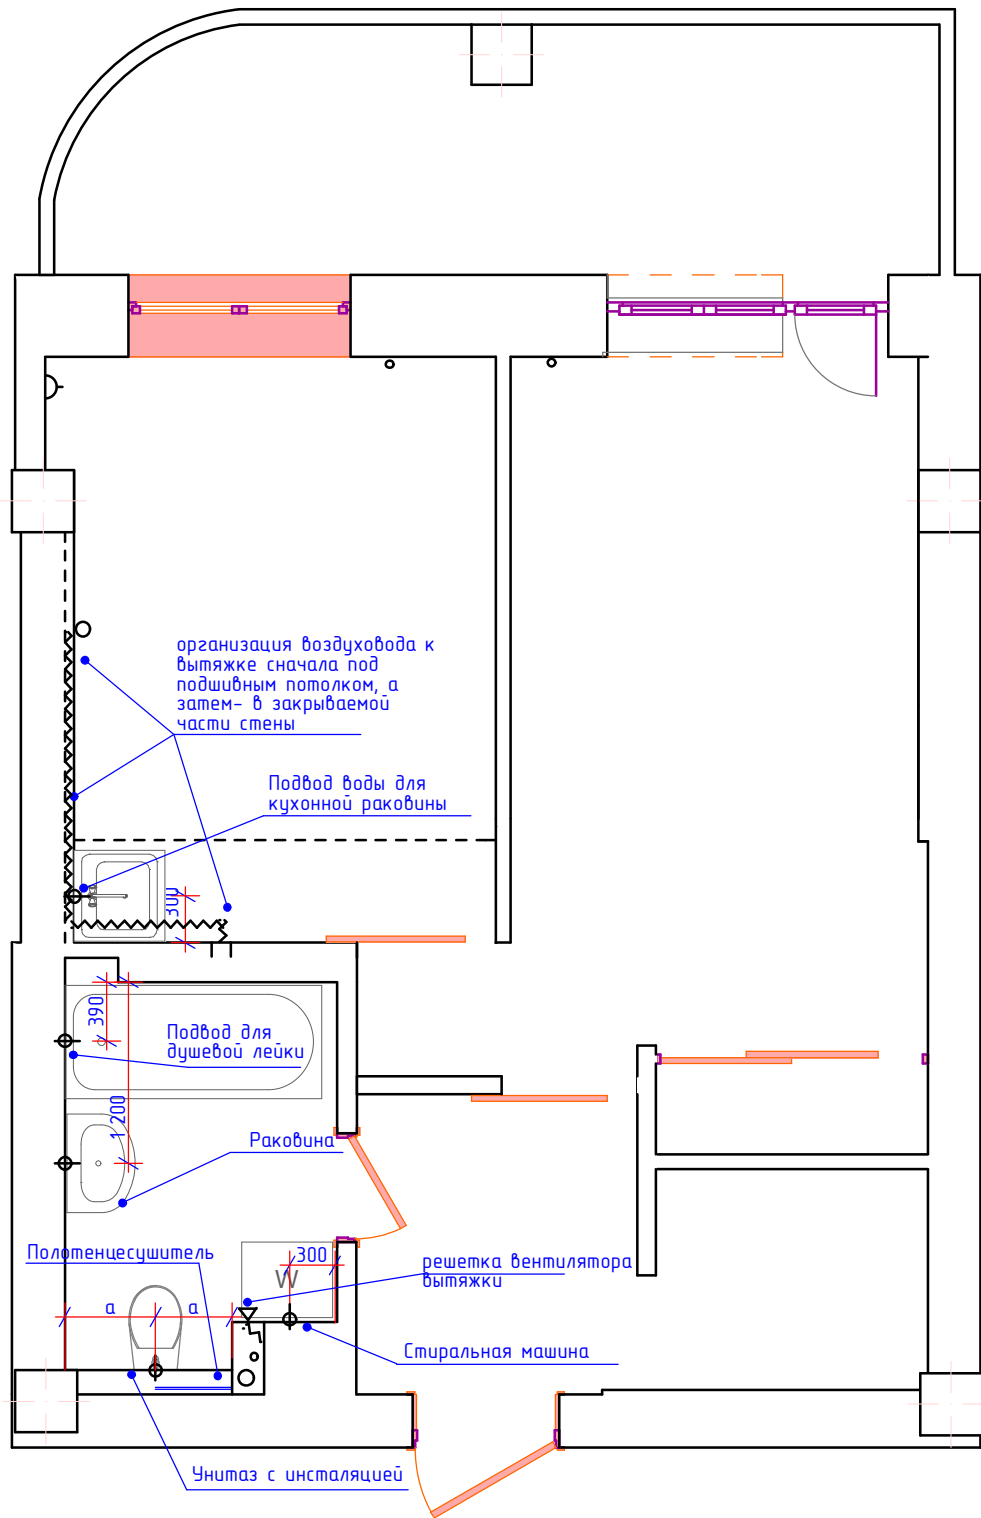 организация воздуховода к
вытяжке сначала под
подшивным потолком, а
затем- в закрываемой
части стены
Подвод воды для
кухонной раковины
300
390
Подвод для
душевой лейки
1 200
Раковина
Полотенцесушитель
300
решетка вентилятора
вытяжки
W
а
а
Стиральная машина
Унитаз с инсталяцией